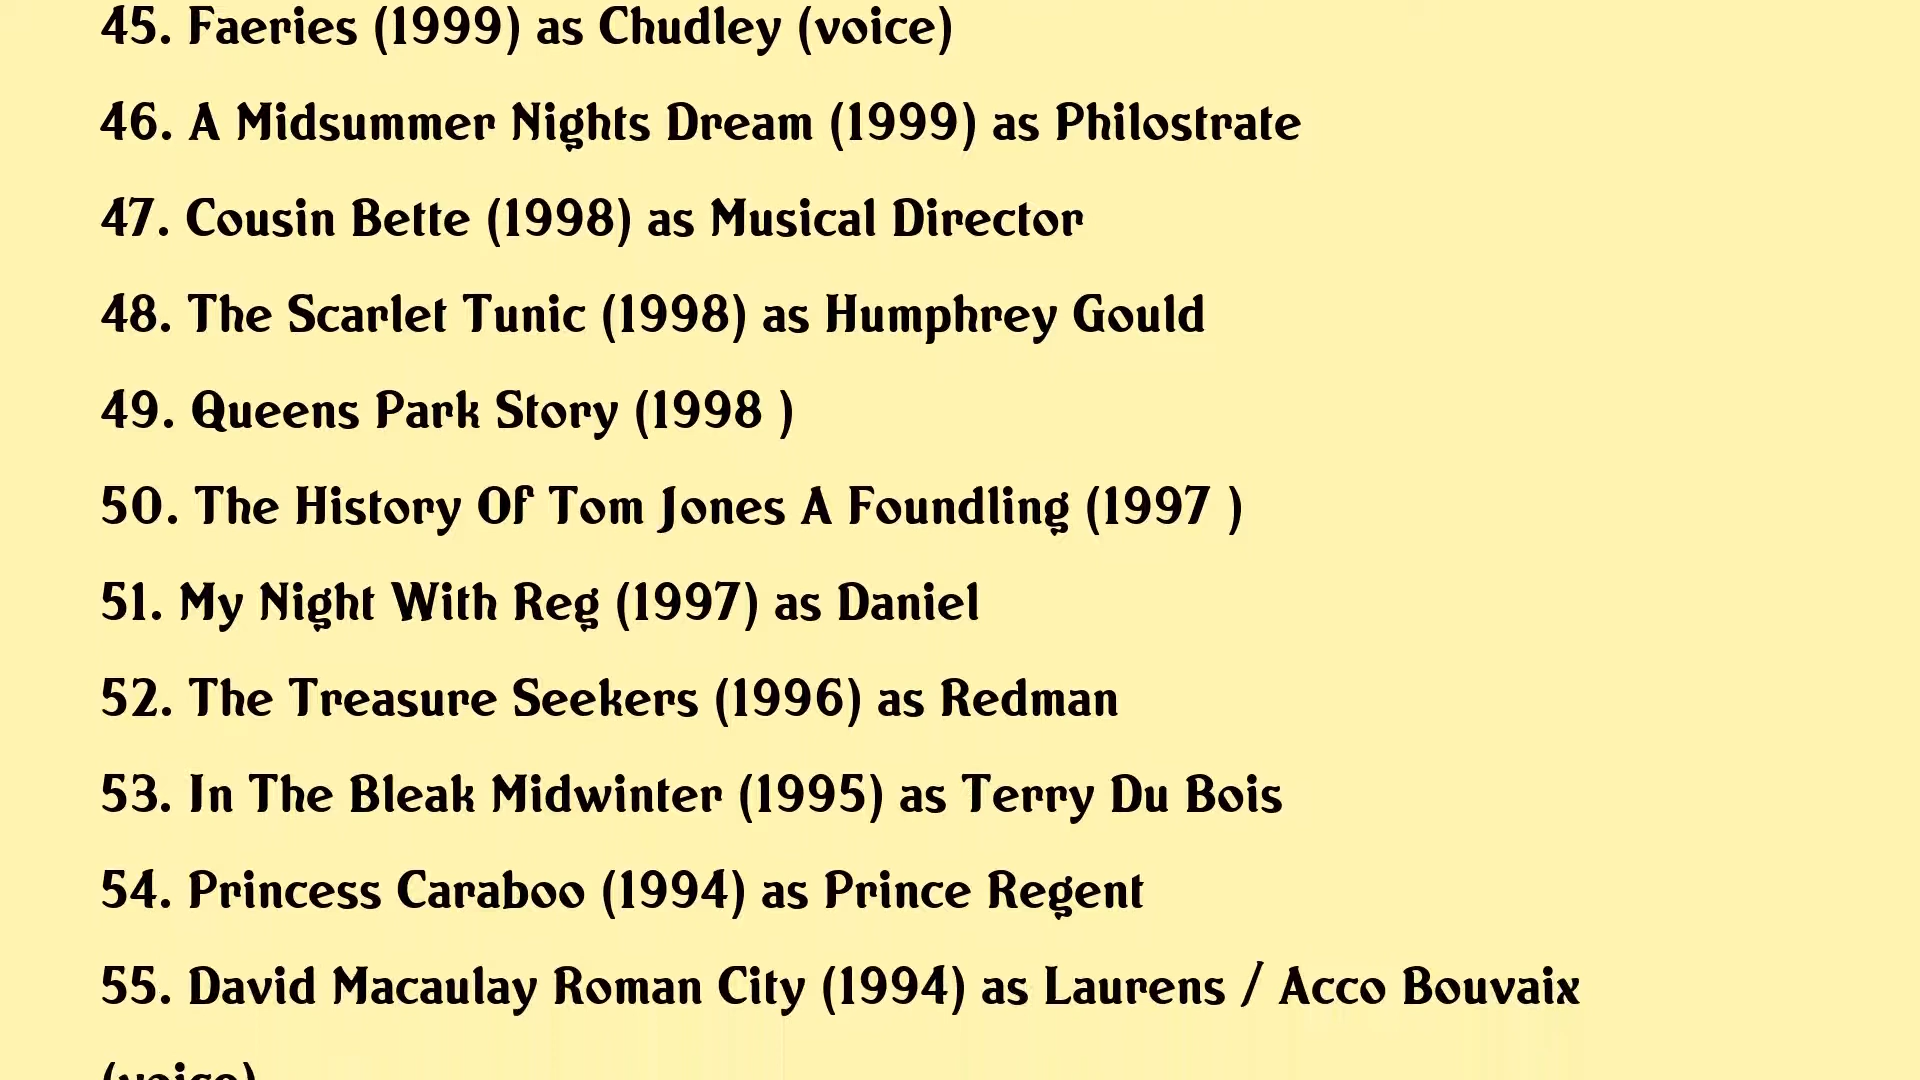 45. Faeries (1999) as Chudley (voice)
46. A Midsummer Nights Dream (1999) as Philostrate
47. Cousin Bette (1998) as Musical Director
48. The Scarlet Tunic (1998) as Humphrey Gould
49. Queens Park Story (1998 )
50. The History Of Tom Jones A Foundling (1997 )
51. My Night With Reg (1997) as Daniel
52. The Treasure Seekers (1996) as Redman
53. In The Bleak Midwinter (1995) as Terry Du Bois
54. Princess Caraboo (1994) as Prince Regent
55. David Macaulay Roman City (1994) as Laurens / Acco Bouvaix
(voice)